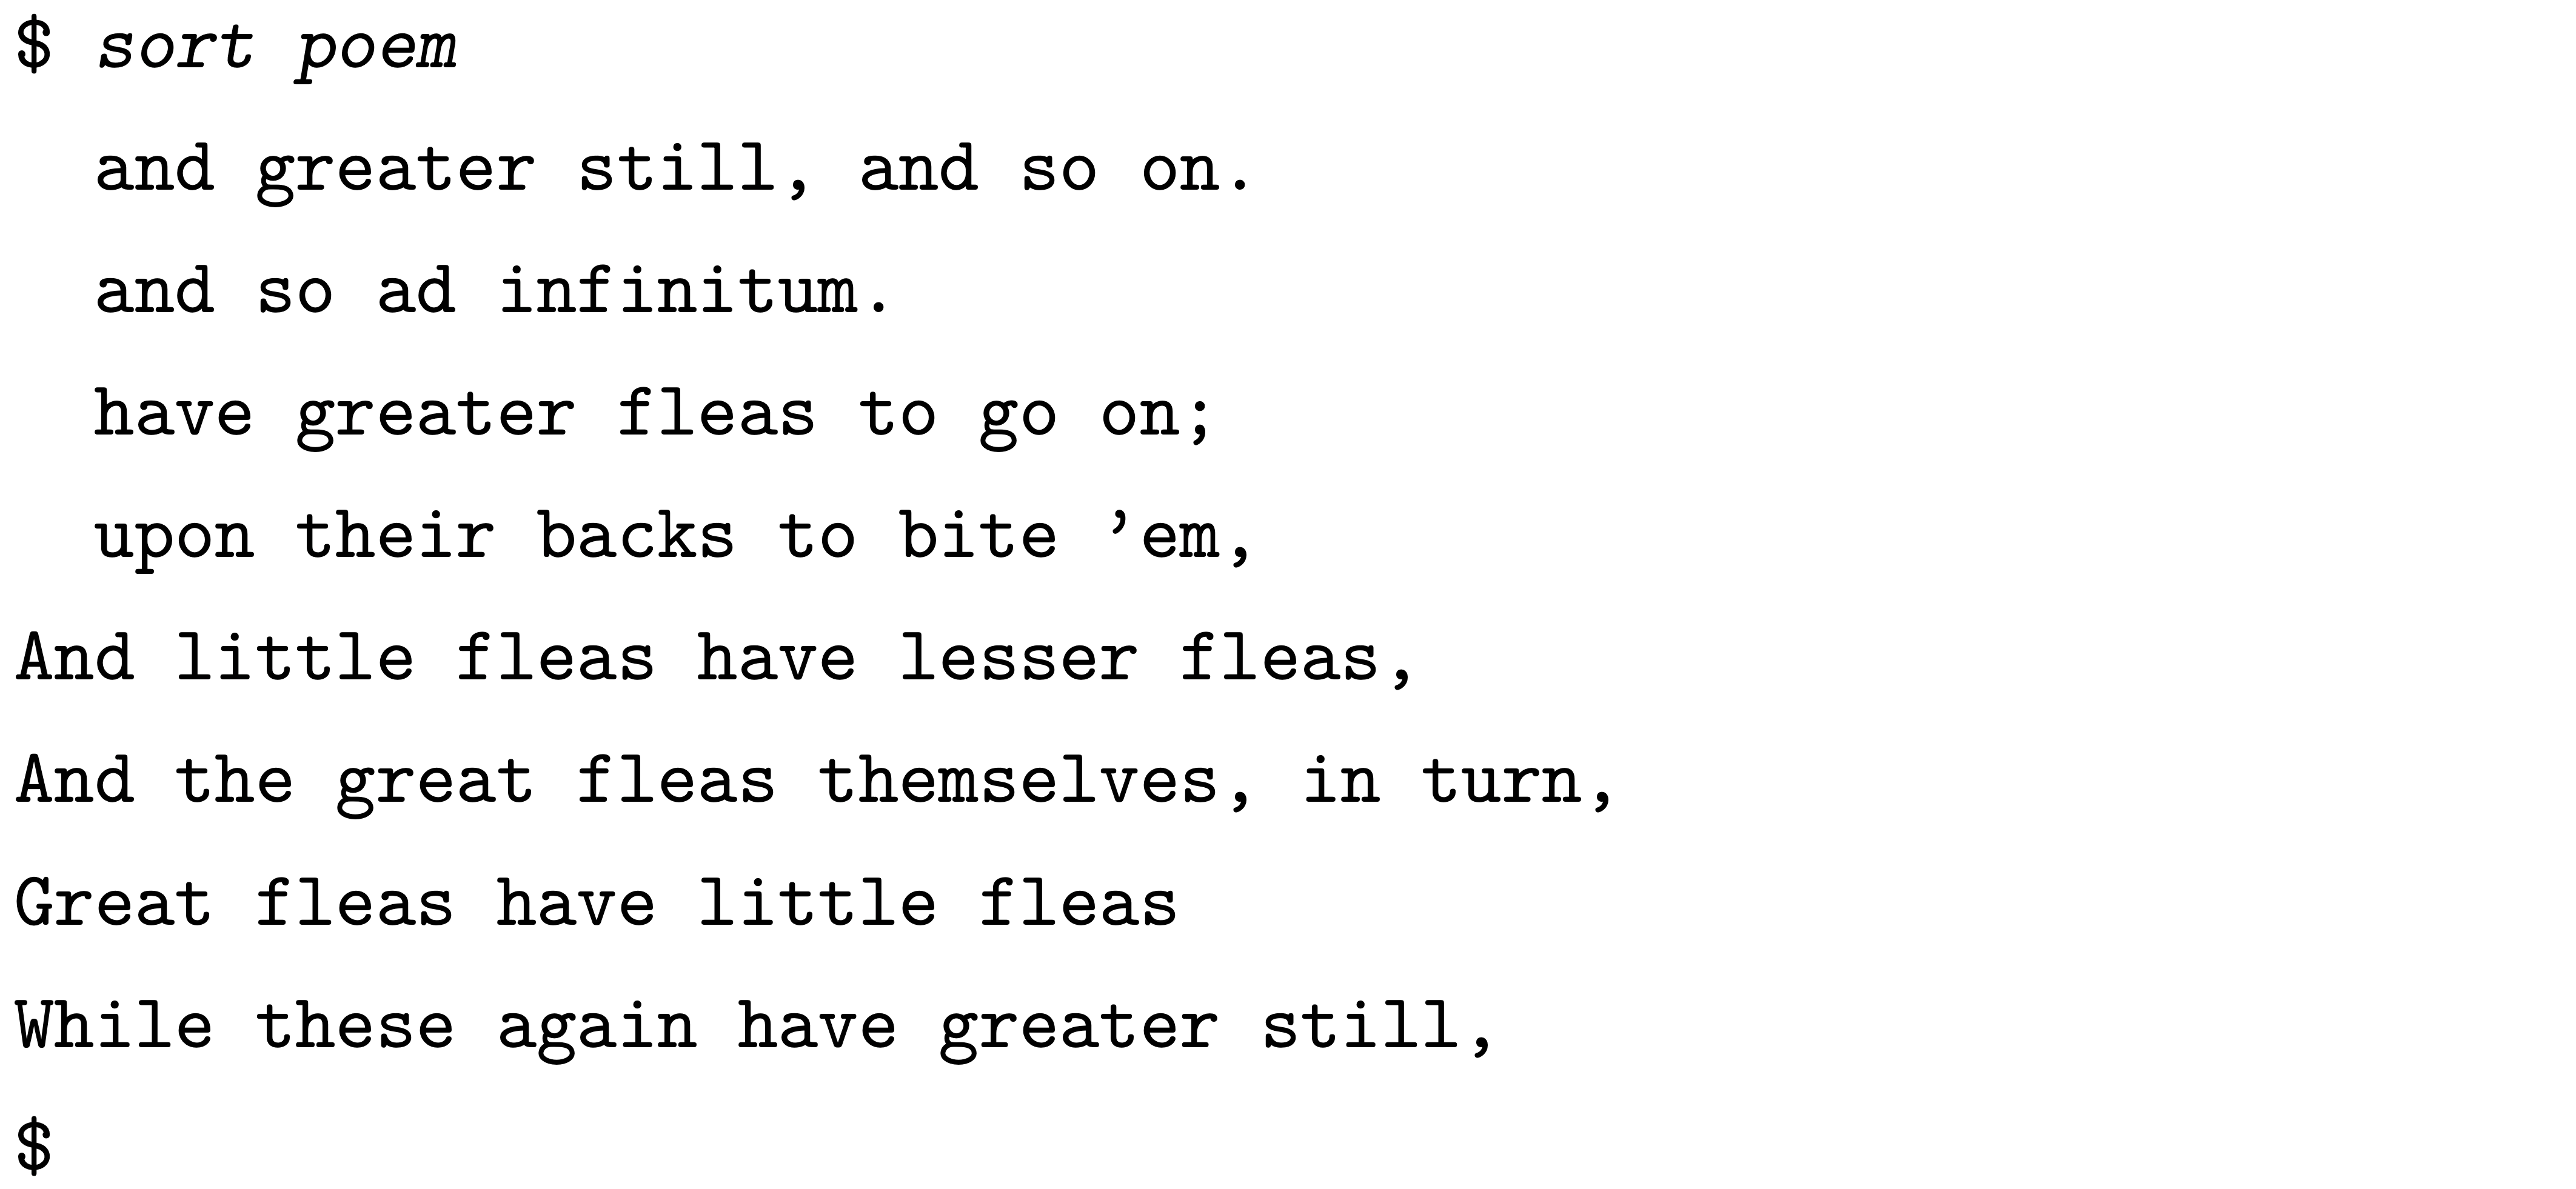 $ sort poem
  and greater still, and so on.
  and so ad infinitum.
  have greater fleas to go on;
  upon their backs to bite ’em,
And little fleas have lesser fleas,
And the great fleas themselves, in turn,
Great fleas have little fleas
While these again have greater still,
$